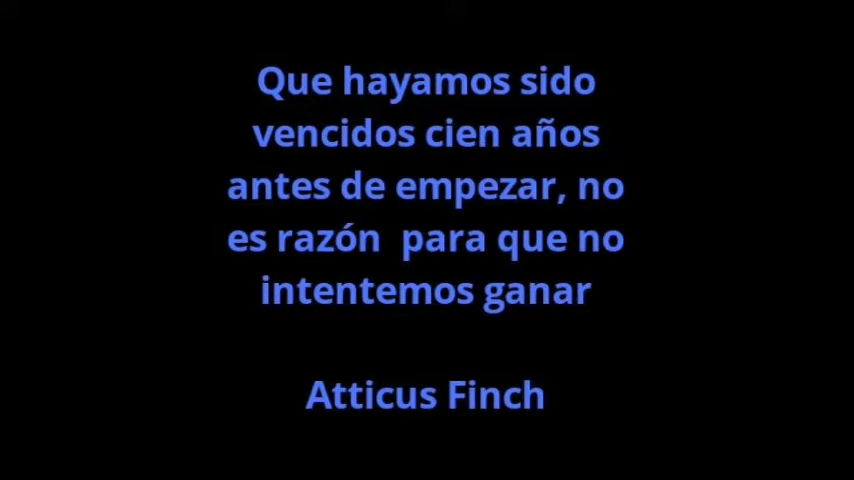 Que hayamos sido
vencidos cien años
antes de empezar, no
es razón  para que no
intentemos ganar
Atticus Finch